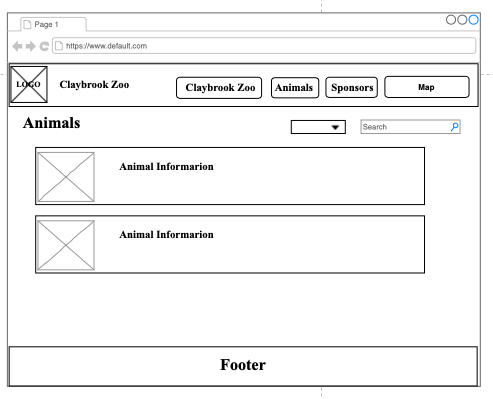 Page 1
https://www.default.com
LOGO
Claybrook Zoo
Claybrook Zoo
Animals
Sponsors
Map
Animals
Search
Animal Informarion
Animal Informarion
Footer